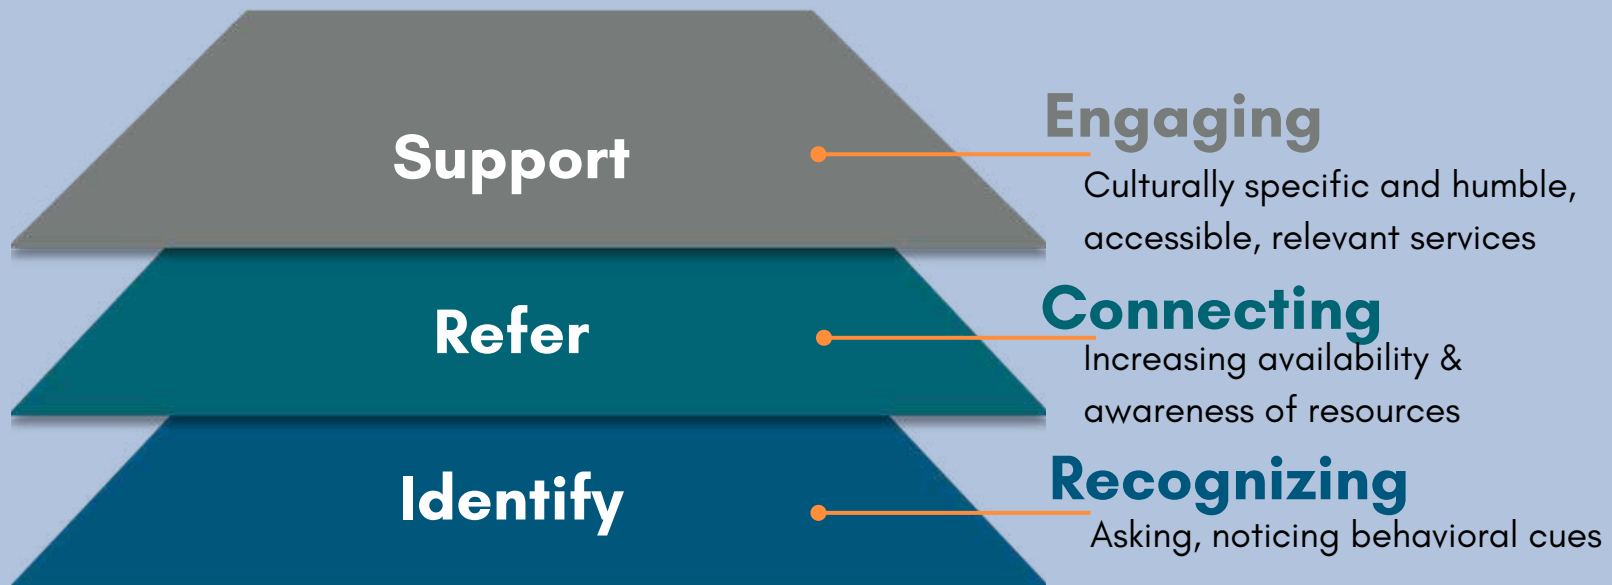 Support
Engaging
Culturally specific and humble,
accessible, relevant services
Refer
Connecting
Increasing availability &
awareness of resources
Identify
Recognizing
Asking, noticing behavioral cues